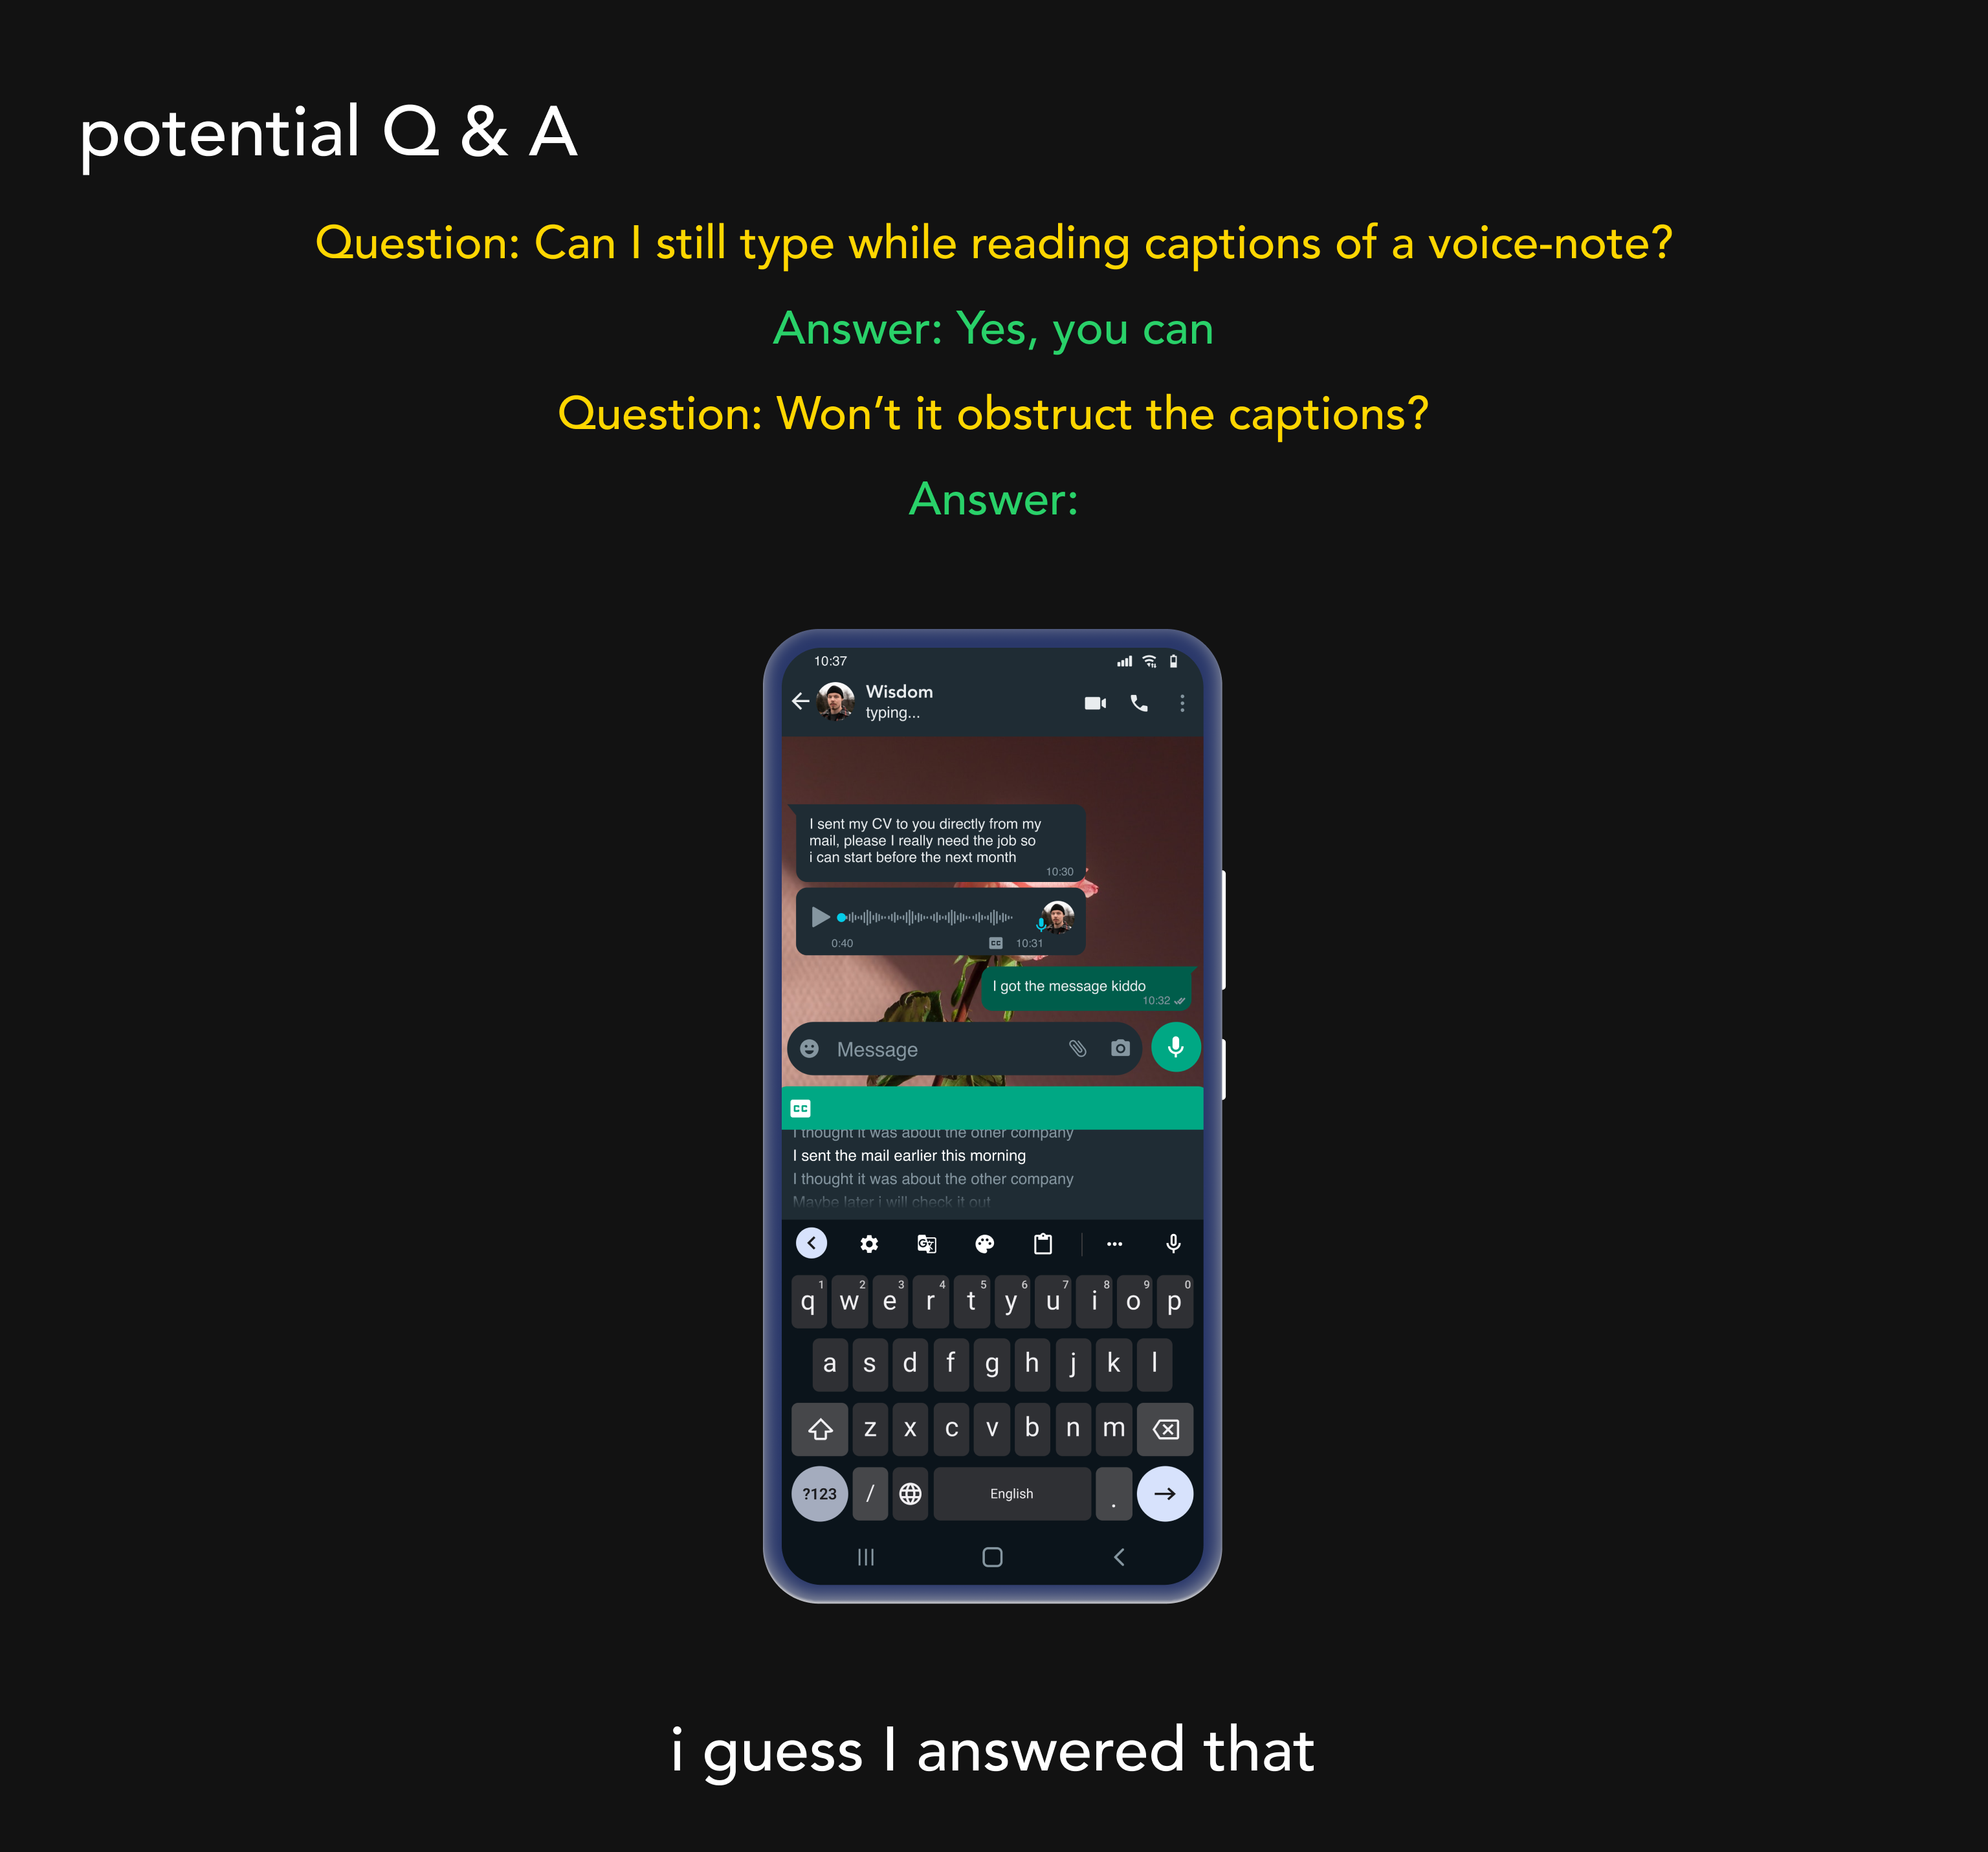 potential Q & A
Question: Can I still type while reading captions of a voice-note?
Answer: Yes, you can
Question: Won‘t it obstruct the captions?
Answer:
10:37
Wisdom
typing...
I sent my CV to you directly from my
mail, please I really need the job so
i can start before the next month
10:30
0:40 CC 10:31
I got the message kiddo
10:32
Message
CC
I thought it was about the other company
I sent the mail earlier this morning
I thought it was about the other company
Maybe later i will check it out
1 2 3 4 5 6 7 8 9 0
q w e r t y u i o p
a s d f g h j k l
z x c v b n m
?123 / English .
i guess I answered that